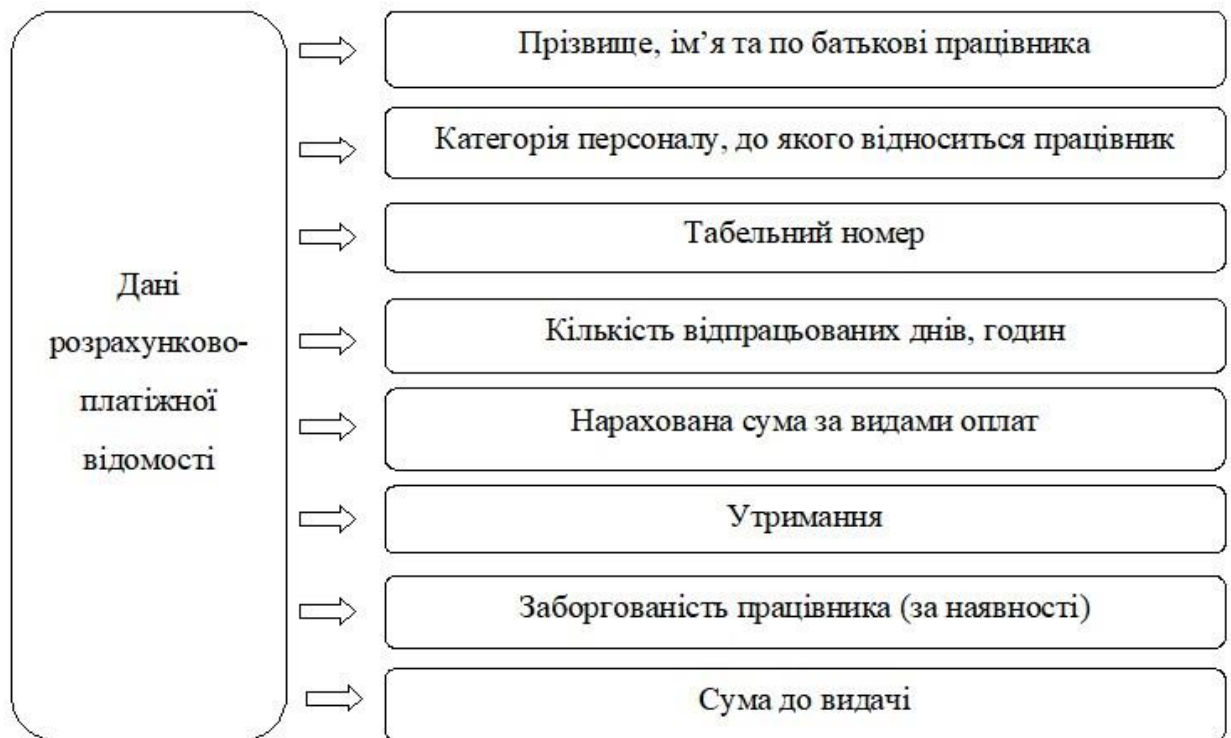 Дані
розрахунково-
платіжної
відомості
Прізвище, ім’я та по батькові працівника
Категорія персоналу, до якого відноситься працівник
Табельний номер
Кількість відпрацьованих днів, годин
Нарахована сума за видами оплат
Утримання
Заборгованість працівника (за наявності)
Сума до видачі